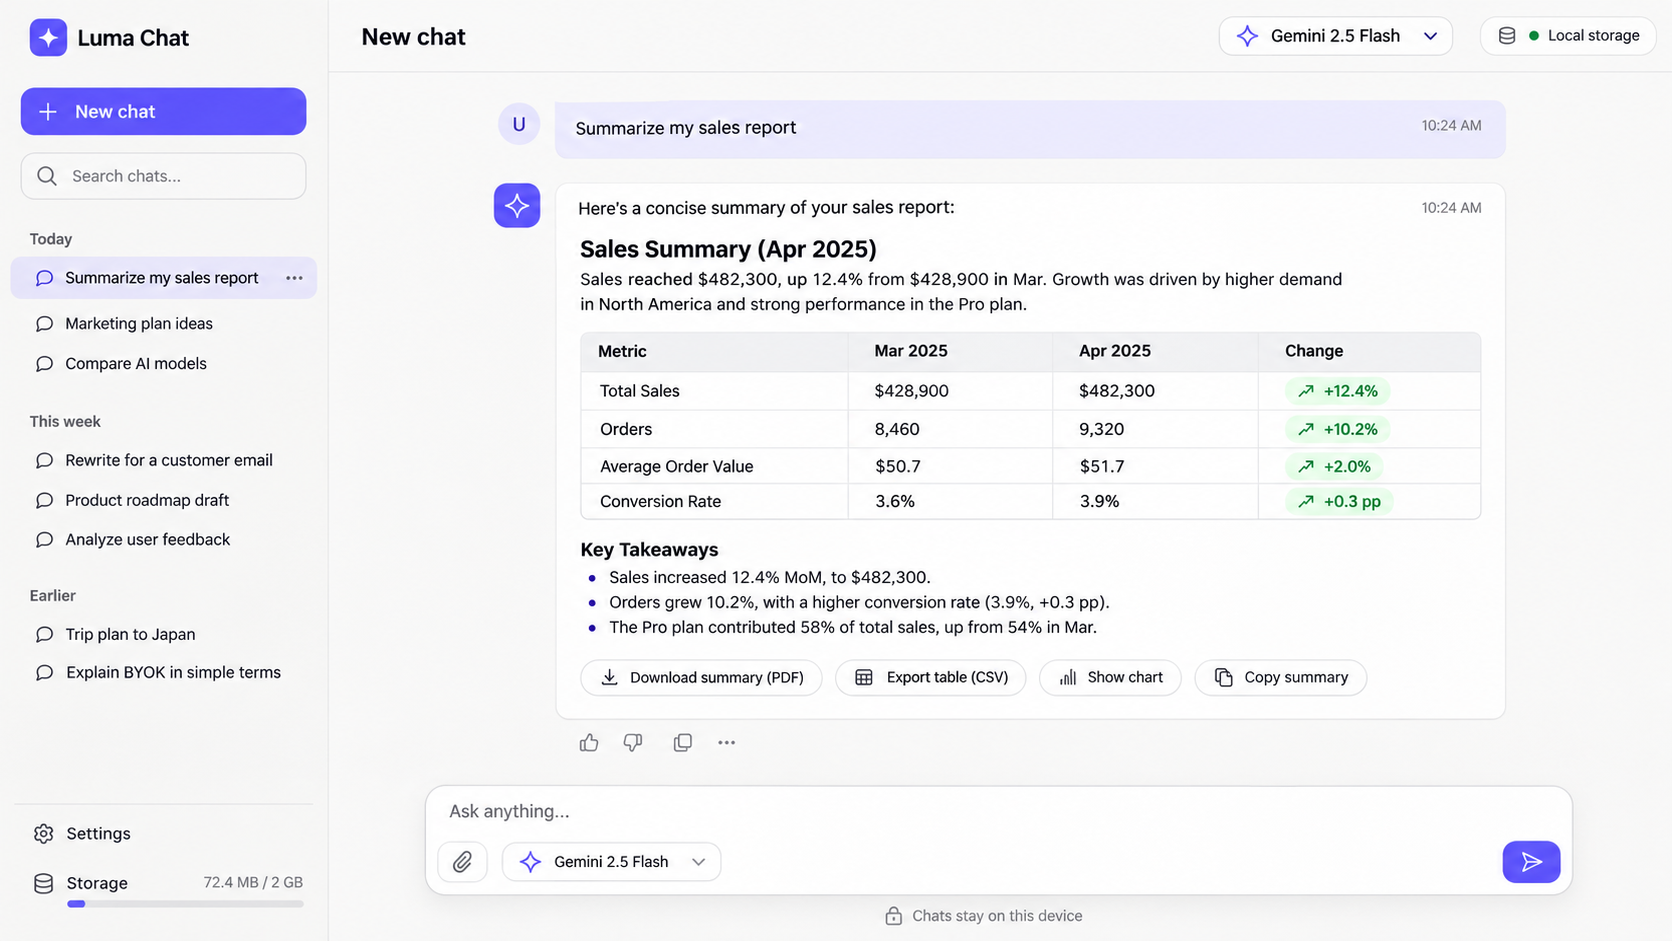 Luma Chat
New chat
Search chats...
Today
Summarize my sales report
Marketing plan ideas
Compare AI models
This week
Rewrite for a customer email
Product roadmap draft
Analyze user feedback
Earlier
Trip plan to Japan
Explain BYOK in simple terms
Settings
Storage 72.4 MB / 2 GB
New chat
Gemini 2.5 Flash
Local storage
U
Summarize my sales report 10:24 AM
Here's a concise summary of your sales report: 10:24 AM
Sales Summary (Apr 2025)
Sales reached $482,300, up 12.4% from $428,900 in Mar. Growth was driven by higher demand
in North America and strong performance in the Pro plan.
Metric Mar 2025 Apr 2025 Change
Total Sales $428,900 $482,300 +12.4%
Orders 8,460 9,320 +10.2%
Average Order Value $50.7 $51.7 +2.0%
Conversion Rate 3.6% 3.9% +0.3 pp
Key Takeaways
• Sales increased 12.4% MoM, to $482,300.
• Orders grew 10.2%, with a higher conversion rate (3.9%, +0.3 pp).
• The Pro plan contributed 58% of total sales, up from 54% in Mar.
Download summary (PDF)
Export table (CSV)
Show chart
Copy summary
Ask anything...
Gemini 2.5 Flash
Chats stay on this device